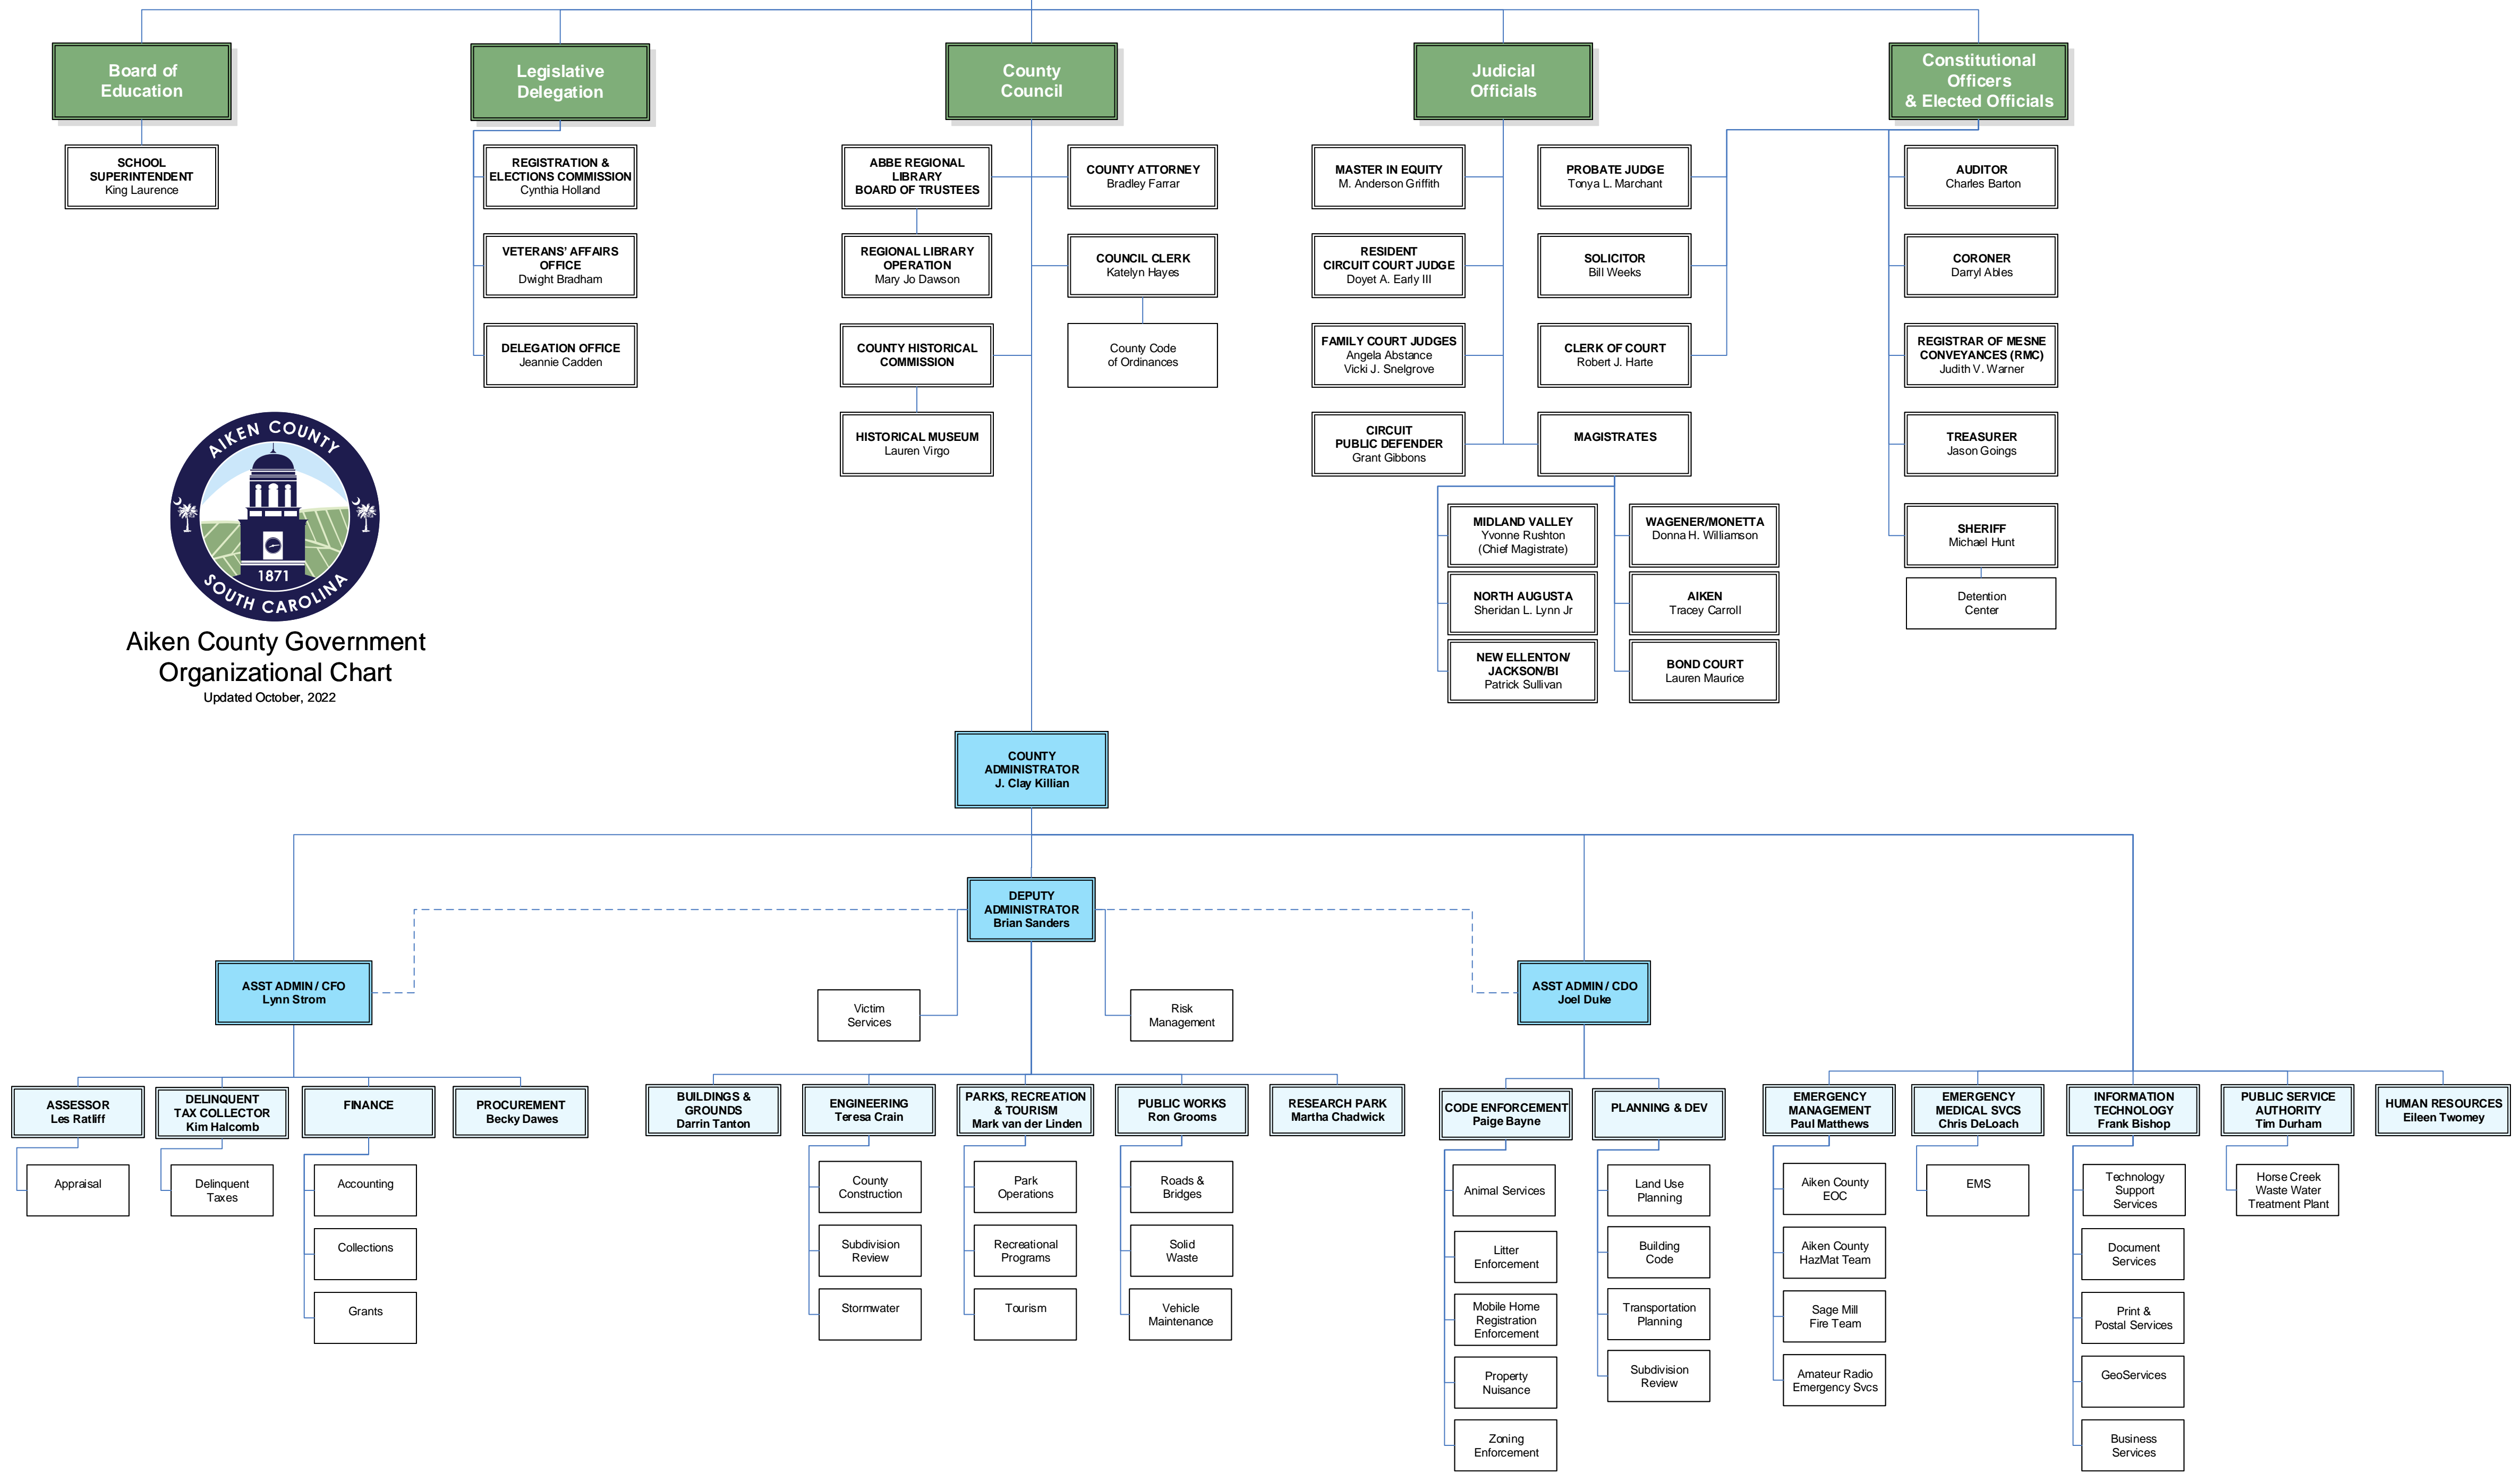 Board of
Education
Legislative
Delegation
County
Council
Judicial
Officials
Constitutional
Officers
& Elected Officials
SCHOOL
SUPERINTENDENT
King Laurence
REGISTRATION &
ELECTIONS COMMISSION
Cynthia Holland
VETERANS' AFFAIRS
OFFICE
Dwight Bradham
DELEGATION OFFICE
Jeannie Cadden
ABBE REGIONAL
LIBRARY
BOARD OF TRUSTEES
REGIONAL LIBRARY
OPERATION
Mary Jo Dawson
COUNTY HISTORICAL
COMMISSION
HISTORICAL MUSEUM
Lauren Virgo
COUNTY ATTORNEY
Bradley Farrar
COUNCIL CLERK
Katelyn Hayes
County Code
of Ordinances
MASTER IN EQUITY
M. Anderson Griffith
RESIDENT
CIRCUIT COURT JUDGE
Doyet A. Early III
FAMILY COURT JUDGES
Angela Abstance
Vicki J. Snelgrove
CIRCUIT
PUBLIC DEFENDER
Grant Gibbons
PROBATE JUDGE
Tonya L. Marchant
SOLICITOR
Bill Weeks
CLERK OF COURT
Robert J. Harte
MAGISTRATES
MIDLAND VALLEY
Yvonne Rushton
(Chief Magistrate)
NORTH AUGUSTA
Sheridan L. Lynn Jr
NEW ELLENTON/
JACKSON/BI
Patrick Sullivan
WAGENER/MONETTA
Donna H. Williamson
AIKEN
Tracey Carroll
BOND COURT
Lauren Maurice
AUDITOR
Charles Barton
CORONER
Darryl Ables
REGISTRAR OF MESNE
CONVEYANCES (RMC)
Judith V. Warner
TREASURER
Jason Goings
SHERIFF
Michael Hunt
Detention
Center
AIKEN COUNTY
1871
SOUTH CAROLINA
Aiken County Government
Organizational Chart
Updated October, 2022
COUNTY
ADMINISTRATOR
J. Clay Killian
DEPUTY
ADMINISTRATOR
Brian Sanders
ASST ADMIN / CFO
Lynn Strom
Victim
Services
Risk
Management
ASST ADMIN / CDO
Joel Duke
ASSESSOR
Les Ratliff
Appraisal
DELINQUENT
TAX COLLECTOR
Kim Halcomb
Delinquent
Taxes
FINANCE
Accounting
Collections
Grants
PROCUREMENT
Becky Dawes
BUILDINGS &
GROUNDS
Darrin Tanton
ENGINEERING
Teresa Crain
County
Construction
Subdivision
Review
Stormwater
PARKS, RECREATION
& TOURISM
Mark van der Linden
Park
Operations
Recreational
Programs
Tourism
PUBLIC WORKS
Ron Grooms
Roads &
Bridges
Solid
Waste
Vehicle
Maintenance
RESEARCH PARK
Martha Chadwick
CODE ENFORCEMENT
Paige Bayne
Animal Services
Litter
Enforcement
Mobile Home
Registration
Enforcement
Property
Nuisance
Zoning
Enforcement
PLANNING & DEV
Land Use
Planning
Building
Code
Transportation
Planning
Subdivision
Review
EMERGENCY
MANAGEMENT
Paul Matthews
Aiken County
EOC
Aiken County
HazMat Team
Sage Mill
Fire Team
Amateur Radio
Emergency Svcs
EMERGENCY
MEDICAL SVCS
Chris DeLoach
EMS
INFORMATION
TECHNOLOGY
Frank Bishop
Technology
Support
Services
Document
Services
Print &
Postal Services
GeoServices
Business
Services
PUBLIC SERVICE
AUTHORITY
Tim Durham
Horse Creek
Waste Water
Treatment Plant
HUMAN RESOURCES
Eileen Twomey